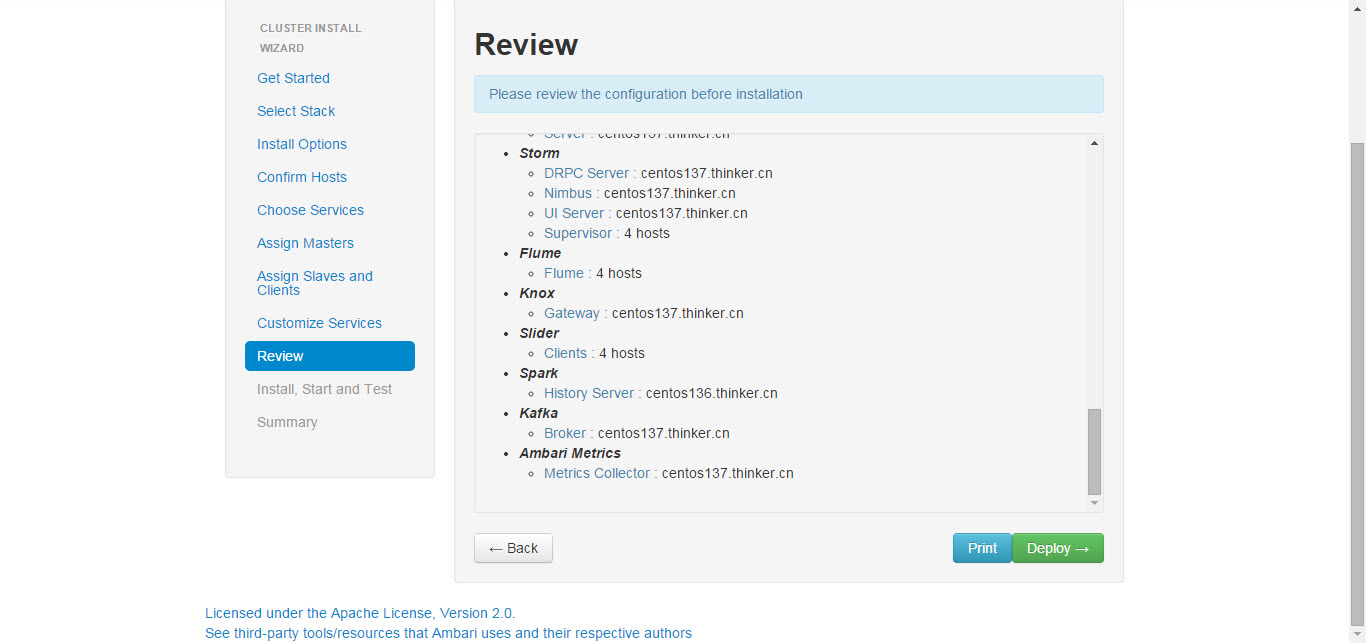 CLUSTER INSTALL
WIZARD
Get Started
Select Stack
Install Options
Confirm Hosts
Choose Services
Assign Masters
Assign Slaves and
Clients
Customize Services
Review
Install, Start and Test
Summary
Review
Please review the configuration before installation
Server : centos137.thinker.cn
Storm
DRPC Server : centos137.thinker.cn
Nimbus : centos137.thinker.cn
UI Server : centos137.thinker.cn
Supervisor : 4 hosts
Flume
Flume : 4 hosts
Knox
Gateway : centos137.thinker.cn
Slider
Clients : 4 hosts
Spark
History Server : centos136.thinker.cn
Kafka
Broker : centos137.thinker.cn
Ambari Metrics
Metrics Collector : centos137.thinker.cn
← Back
Print
Deploy →
Licensed under the Apache License, Version 2.0.
See third-party tools/resources that Ambari uses and their respective authors